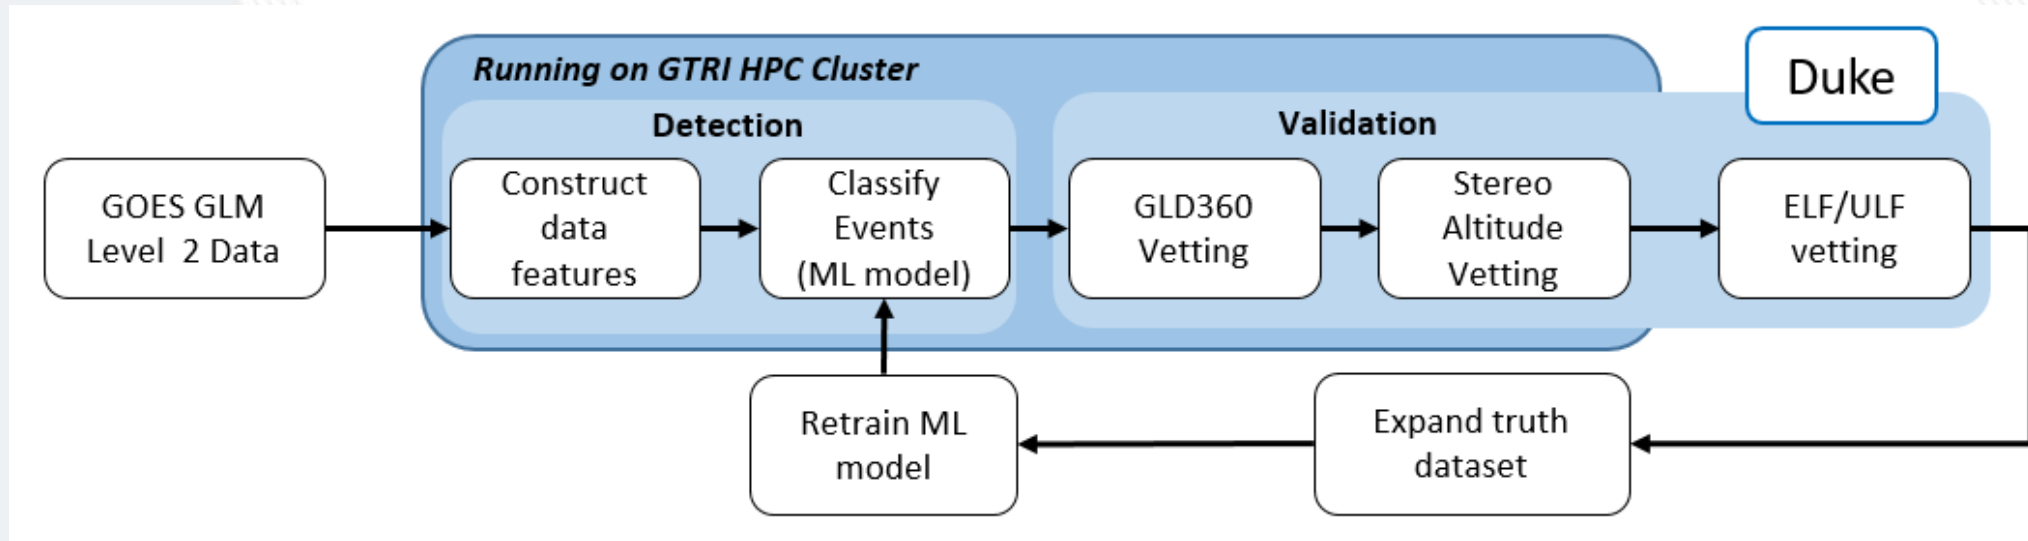 Running on GTRI HPC Cluster
Duke
Detection
Validation
GOES GLM
Level 2 Data
Construct
data
features
Classify
Events
(ML model)
GLD360
Vetting
Stereo
Altitude
Vetting
ELF/ULF
vetting
Retrain ML
model
Expand truth
dataset